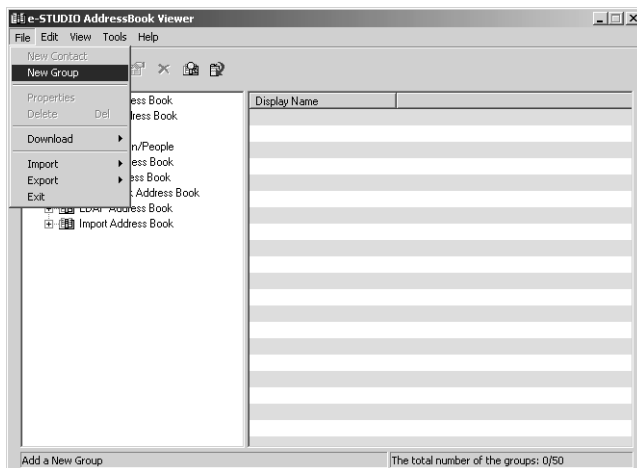 e-STUDIO AddressBook Viewer
File Edit View Tools Help
New Contact
New Group
Properties
Delete Del
Download
Import
Export
Exit
ess Book
ress Book
n/People
ess Book
ess Book
Address Book
LDAP Address Book
Import Address Book
Display Name
Add a New Group
The total number of the groups: 0/50